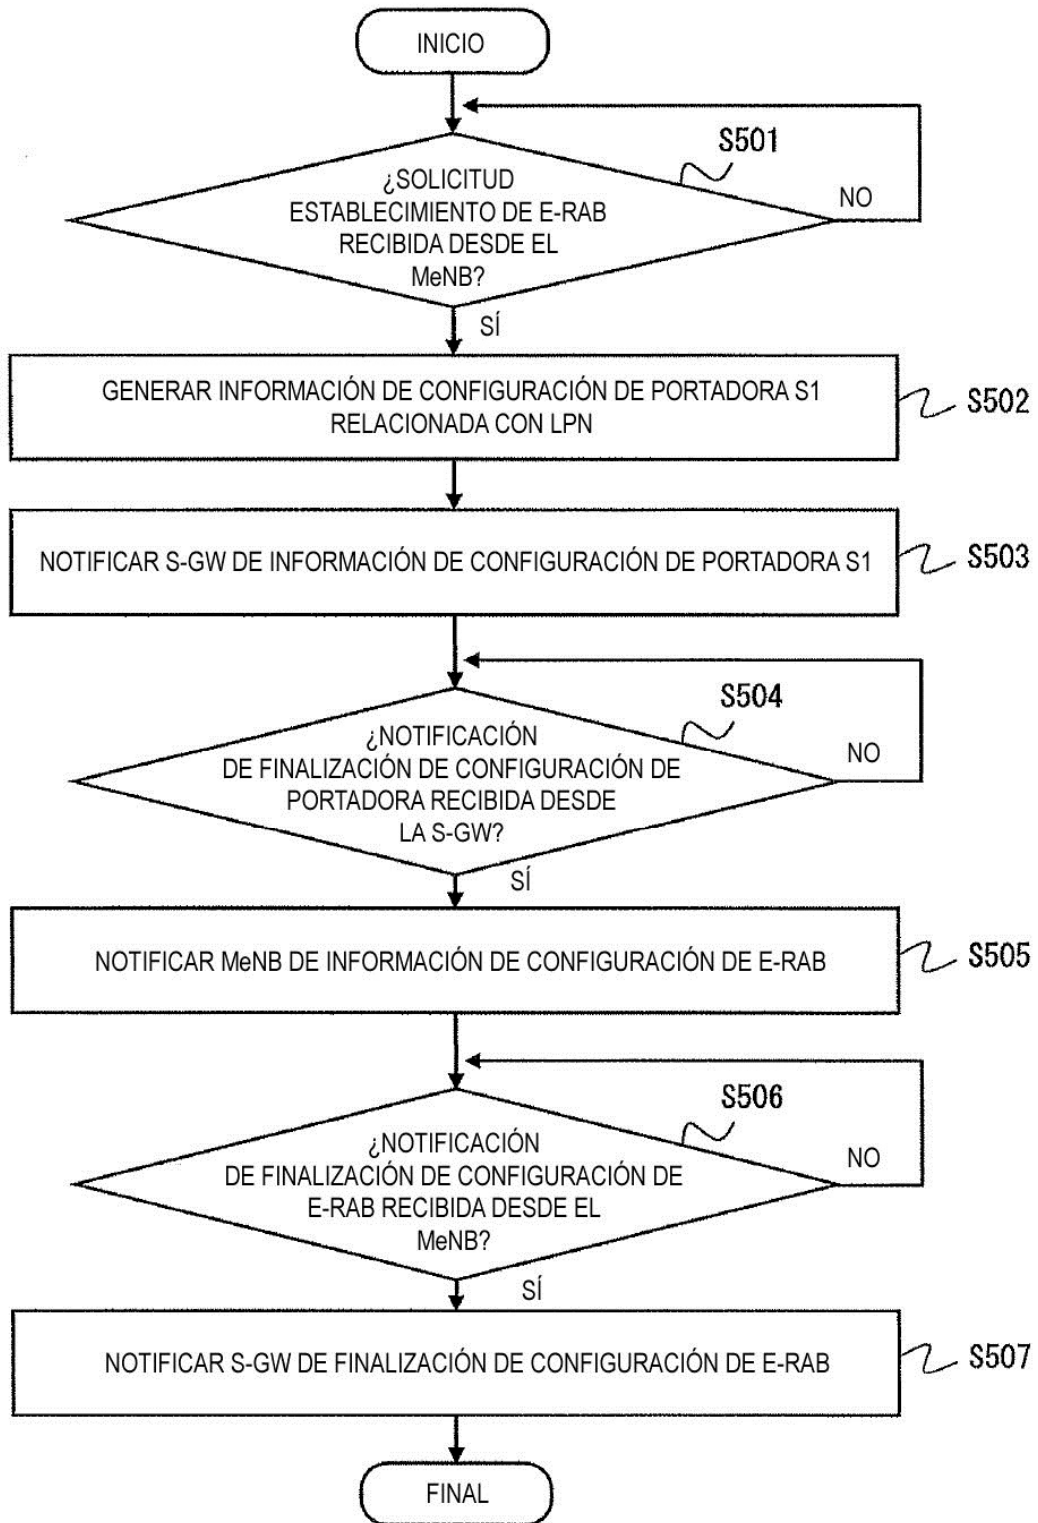 INICIO
S501
¿SOLICITUD
ESTABLECIMIENTO DE E-RAB
RECIBIDA DESDE EL
MeNB?
NO
SÍ
GENERAR INFORMACIÓN DE CONFIGURACIÓN DE PORTADORA S1
RELACIONADA CON LPN
S502
NOTIFICAR S-GW DE INFORMACIÓN DE CONFIGURACIÓN DE PORTADORA S1
S503
S504
¿NOTIFICACIÓN
DE FINALIZACIÓN DE CONFIGURACIÓN DE
PORTADORA RECIBIDA DESDE
LA S-GW?
NO
SÍ
NOTIFICAR MeNB DE INFORMACIÓN DE CONFIGURACIÓN DE E-RAB
S505
S506
¿NOTIFICACIÓN
DE FINALIZACIÓN DE CONFIGURACIÓN DE
E-RAB RECIBIDA DESDE EL
MeNB?
NO
SÍ
NOTIFICAR S-GW DE FINALIZACIÓN DE CONFIGURACIÓN DE E-RAB
S507
FINAL